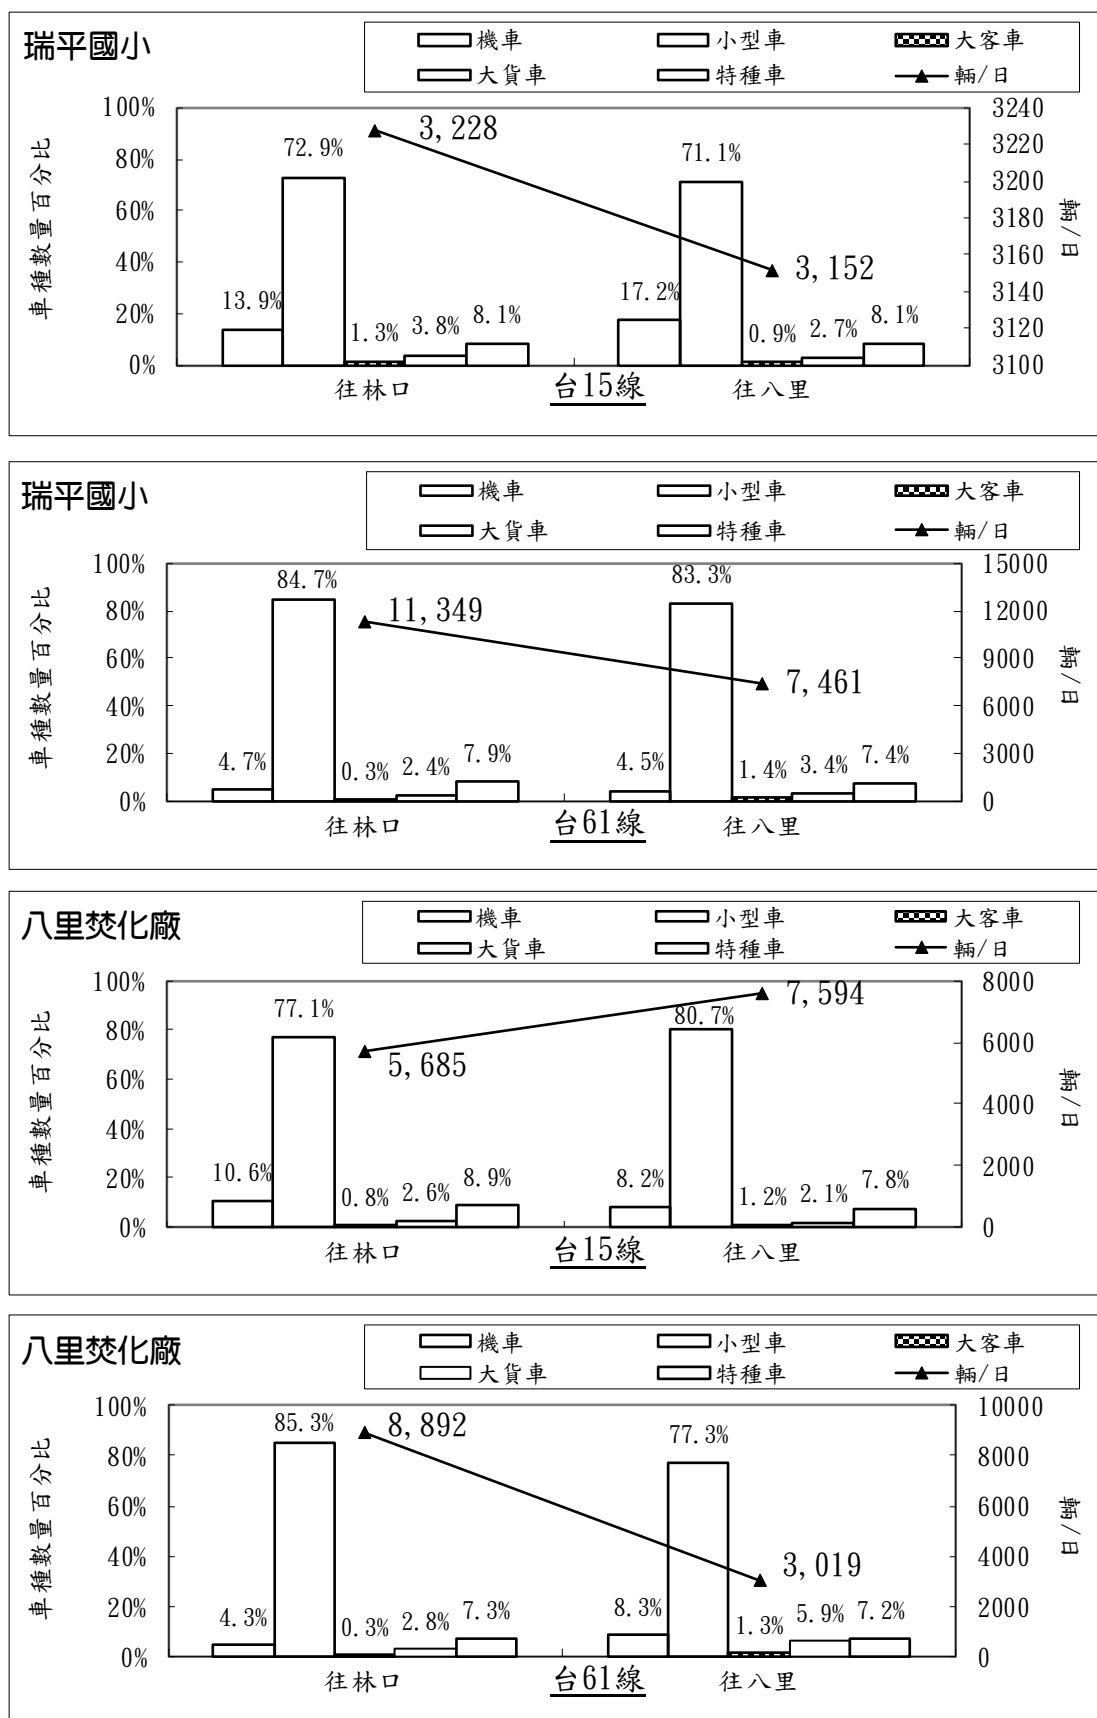 瑞平國小
機車 小型車 大客車
大貨車 特種車 輛/日
車種數量百分比
輛/日
100% 3240
3220
80% 3200
60% 3180
40% 3160
3140
20% 3120
0% 3100
72.9% 3,228 71.1%
3,152
13.9% 1.3% 3.8% 8.1% 17.2% 0.9% 2.7% 8.1%
往林口 台15線 往八里
瑞平國小
機車 小型車 大客車
大貨車 特種車 輛/日
車種數量百分比
輛/日
100% 15000
80% 12000
60% 9000
40% 6000
20% 3000
0% 0
84.7% 11,349 83.3%
7,461
4.7% 0.3% 2.4% 7.9% 4.5% 1.4% 3.4% 7.4%
往林口 台61線 往八里
八里焚化廠
機車 小型車 大客車
大貨車 特種車 輛/日
車種數量百分比
輛/日
100% 8000
80% 6000
60% 4000
40% 2000
20% 0
0%
77.1% 5,685 80.7% 7,594
10.6% 0.8% 2.6% 8.9% 8.2% 1.2% 2.1% 7.8%
往林口 台15線 往八里
八里焚化廠
機車 小型車 大客車
大貨車 特種車 輛/日
車種數量百分比
輛/日
100% 10000
80% 8000
60% 6000
40% 4000
20% 2000
0% 0
85.3% 8,892 77.3%
3,019
4.3% 0.3% 2.8% 7.3% 8.3% 1.3% 5.9% 7.2%
往林口 台61線 往八里